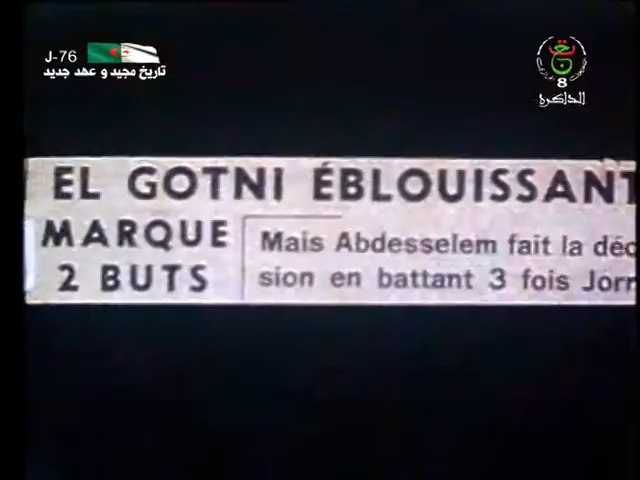 J-76
تاريخ مجيد و عهد جديد
8
الذاكرة
EL GOTNI ÉBLOUISSANT
MARQUE
2 BUTS
Mais Abdesselem fait la déc
sion en battant 3 fois Jorr